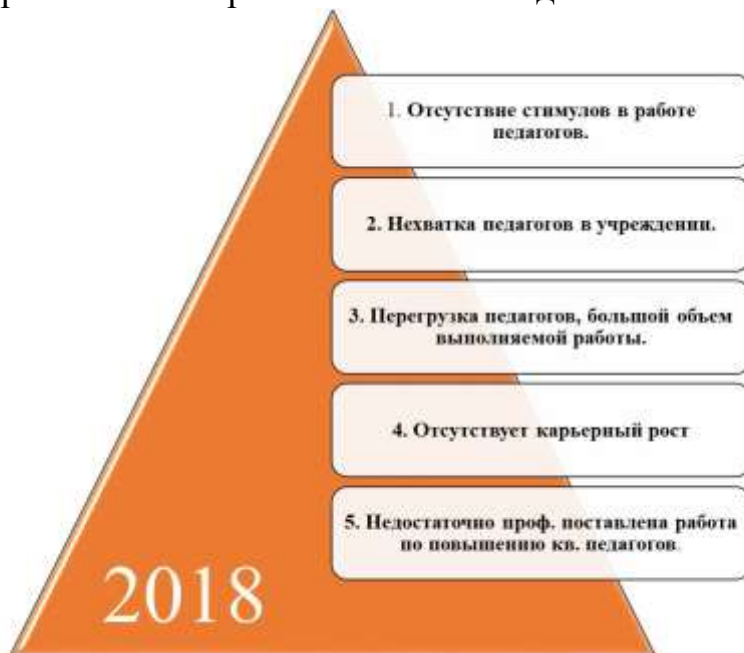 1. Отсутствие стимулов в работе
педагогов.
2. Нехватка педагогов в учреждении.
3. Перегрузка педагогов, большой объем
выполняемой работы.
4. Отсутствует карьерный рост
5. Недостаточно проф. поставлена работа
по повышению кв. педагогов.
2018